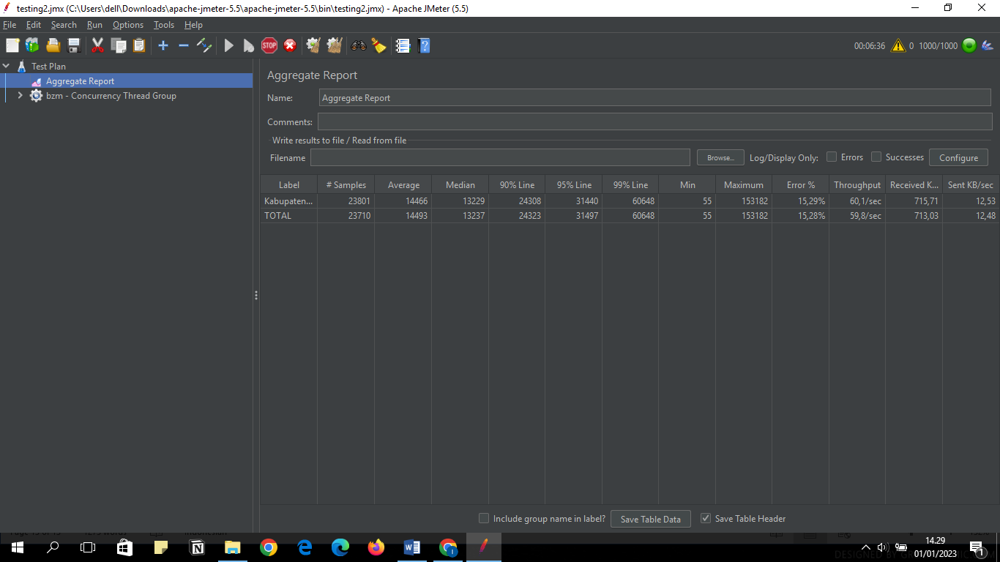 testing2.jmx (C:\Users\dell\Downloads\apache-jmeter-5.5\apache-jmeter-5.5\bin\testing2.jmx) - Apache JMeter (5.5)
File Edit Search Run Options Tools Help
STOP 00:06:36 0 1000/1000
Test Plan
Aggregate Report
bzm - Concurrency Thread Group
Aggregate Report
Name: Aggregate Report
Comments:
Write results to file / Read from file
Filename Browse... Log/Display Only: Errors Successes Configure
Label # Samples Average Median 90% Line 95% Line 99% Line Min Maximum Error % Throughput Received K... Sent KB/sec
Kabupaten... 23801 14466 13229 24308 31440 60648 55 153182 15,29% 60,1/sec 715,71 12,53
TOTAL 23710 14493 13237 24323 31497 60648 55 153182 15,28% 59,8/sec 713,03 12,48
Include group name in label? Save Table Data Save Table Header
14.29
01/01/2023
1